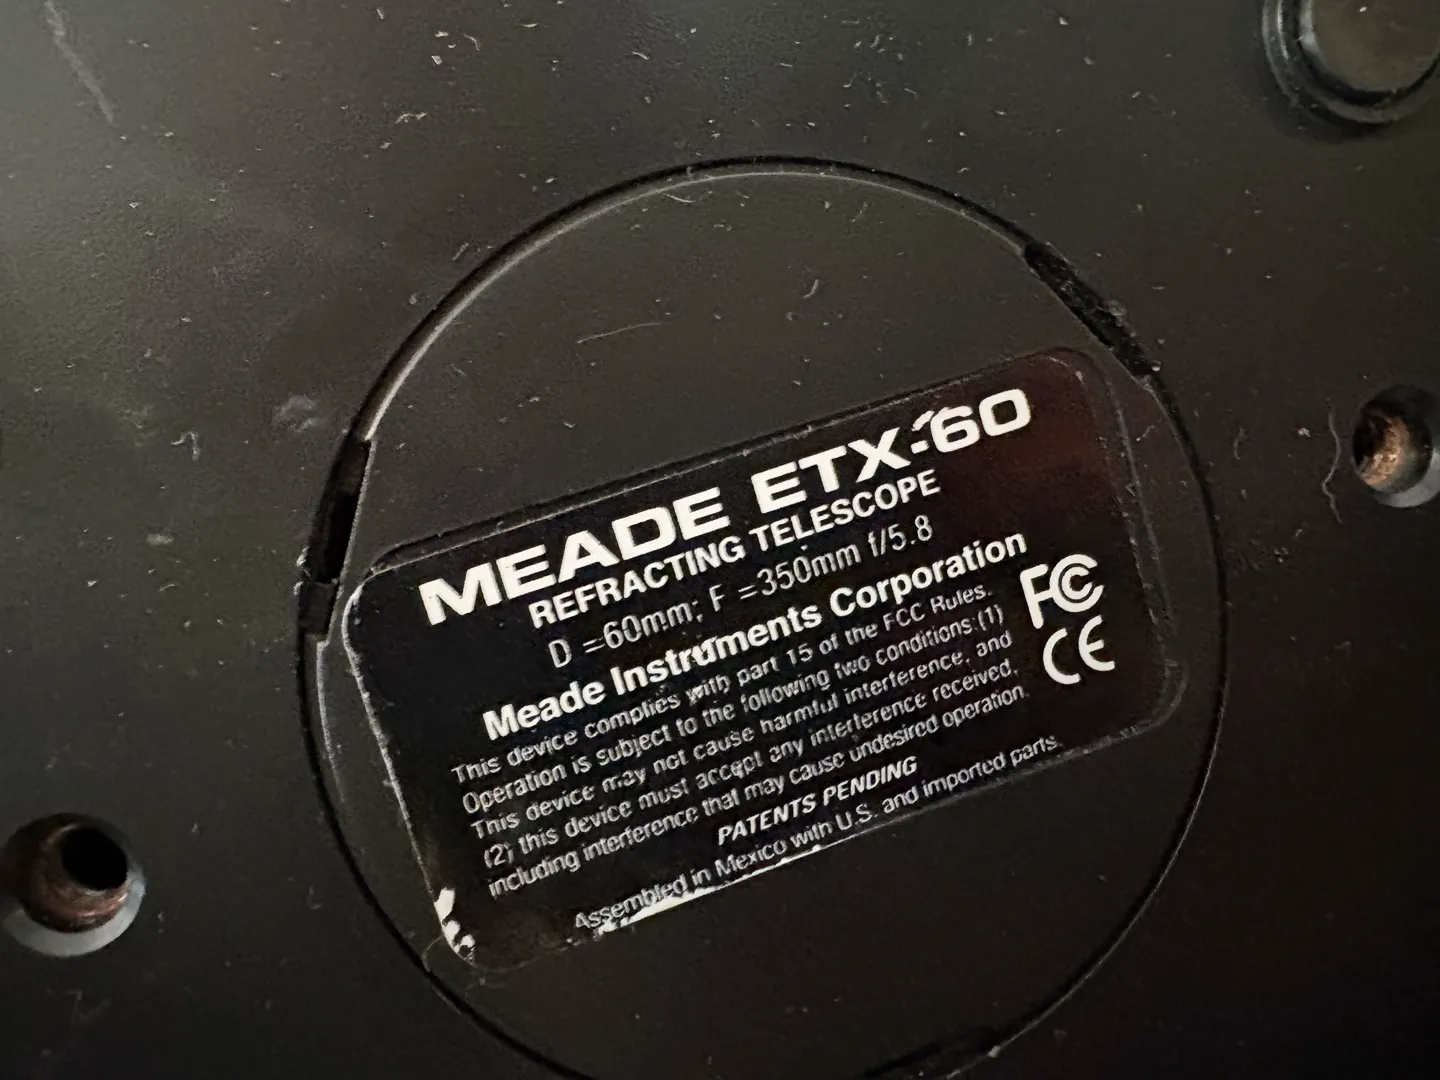 MEADE ETX-60
REFRACTING TELESCOPE
D =60mm; F =350mm f/5.8
Meade Instruments Corporation
This device complies with part 15 of the FCC Rules.
Operation is subject to the following two conditions:(1)
This device may not cause harmful interference, and
(2) this device must accept any interference received,
including interference that may cause undesired operation.
FC
CE
PATENTS PENDING
Assembled in Mexico with U.S. and imported parts.